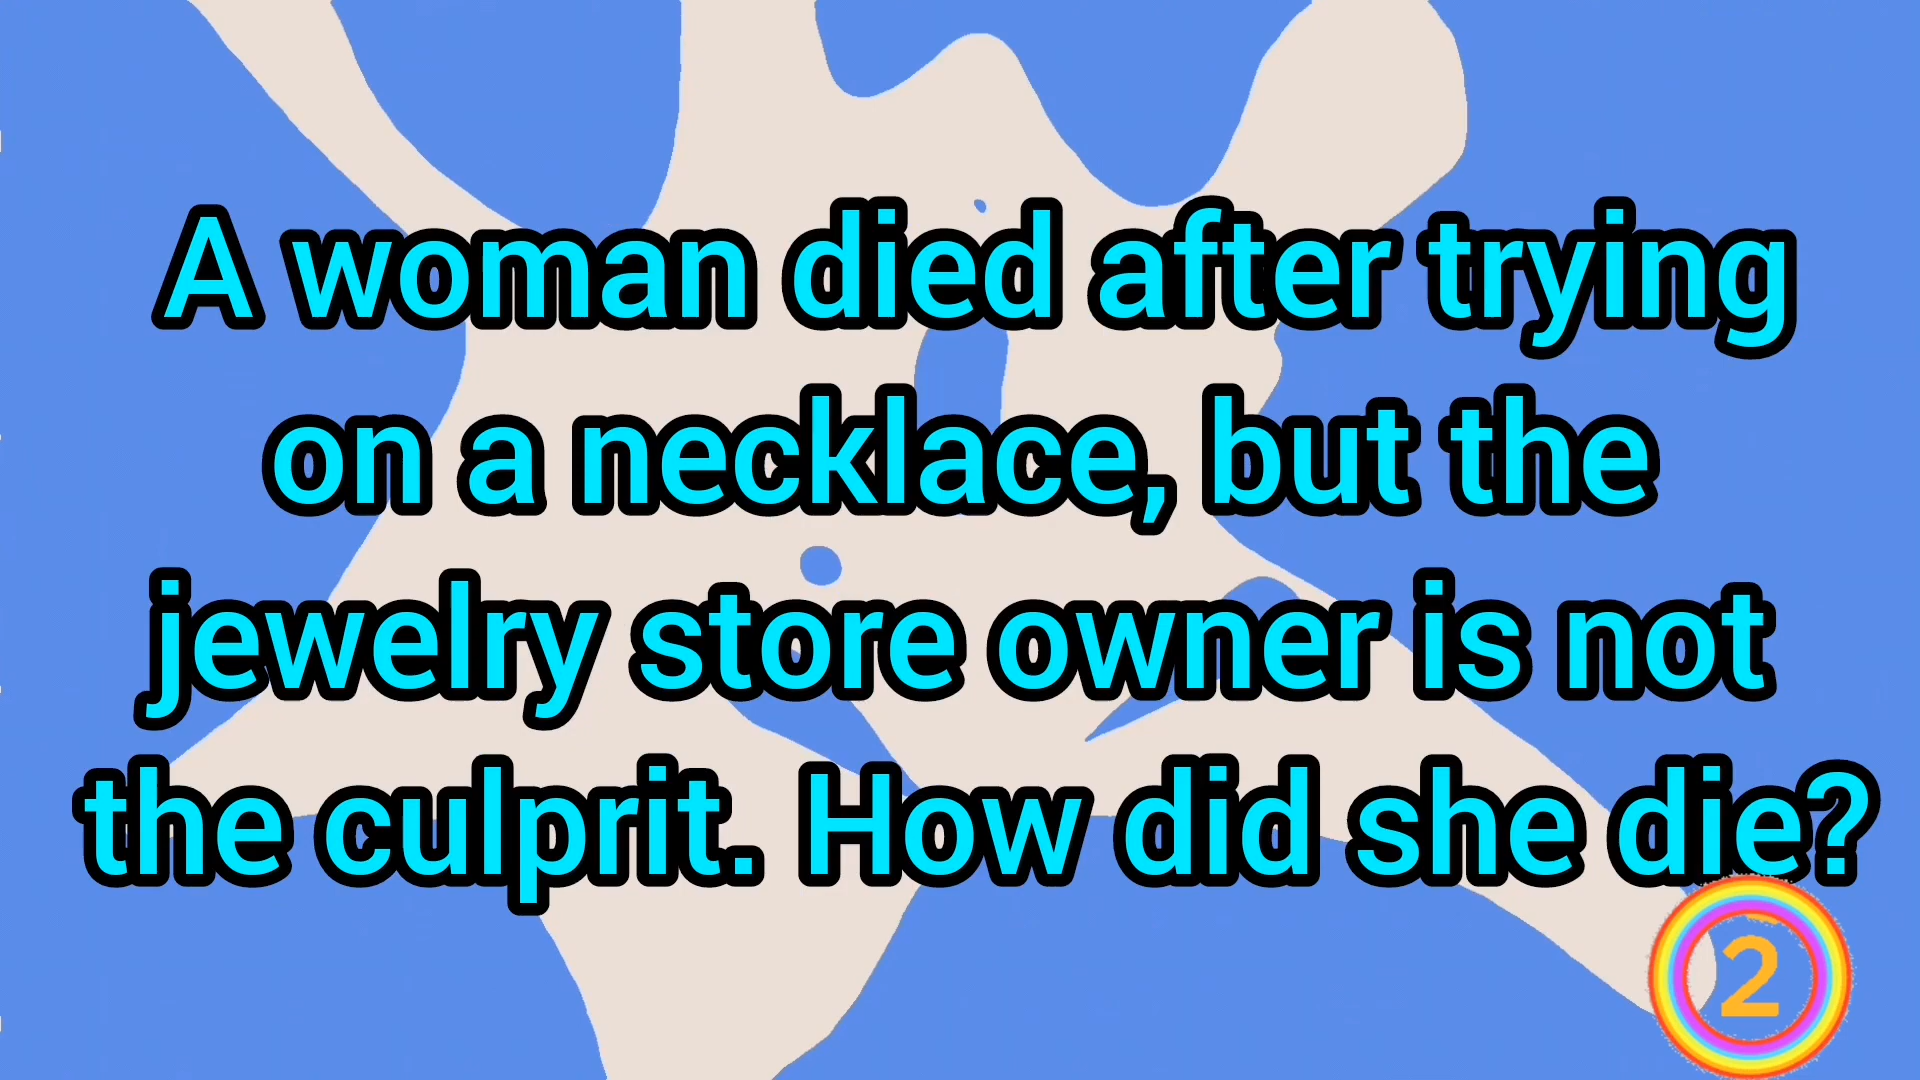 A woman died after trying
on a necklace, but the
jewelry store owner is not
the culprit. How did she die?
2